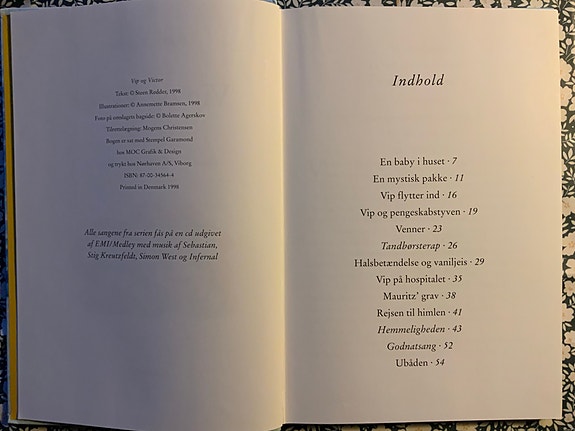 Vip og Victor
Tekst: © Steen Redder, 1998
Illustrationer: © Annemette Bramsen, 1998
Foto på omslagets bagside: © Bolette Agerskov
Tilrettelægning: Mogens Christensen
Bogen er sat med Stempel Garamond
hos MOC Grafik & Design
og trykt hos Nørhaven A/S, Viborg
ISBN: 87-00-34564-4
Printed in Denmark 1998
Alle sangene fra serien fås på en cd udgivet
af EMI/Medley med musik af Sebastian,
Stig Kreutzfeldt, Simon West og Infernal
Indhold
En baby i huset · 7
En mystisk pakke · 11
Vip flytter ind · 16
Vip og pengeskabstyven · 19
Venner · 23
Tandbørsterap · 26
Halsbetændelse og vaniljeis · 29
Vip på hospitalet · 35
Mauritz' grav · 38
Rejsen til himlen · 41
Hemmeligheden · 43
Godnatsang · 52
Ubåden · 54